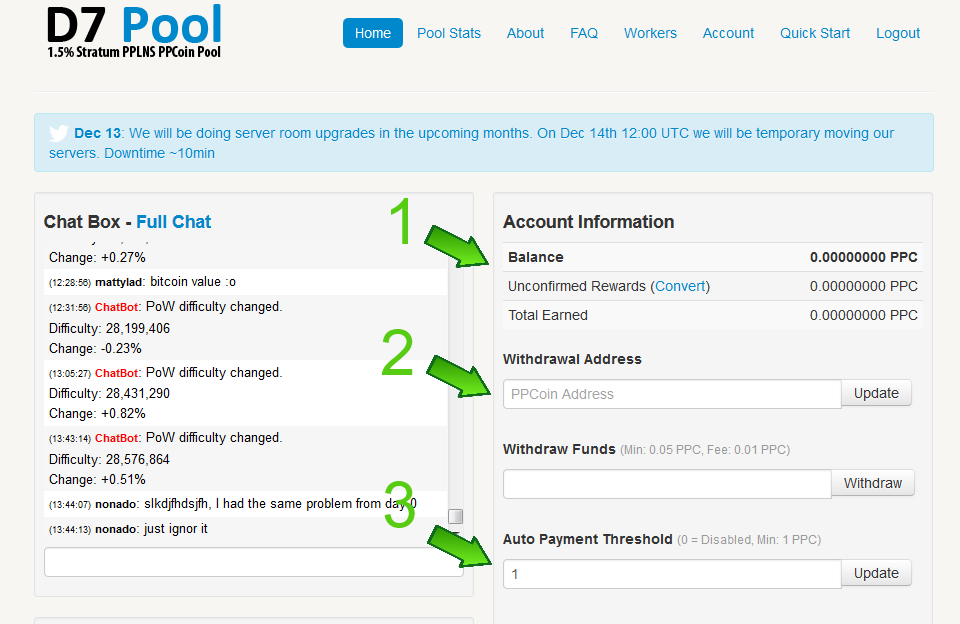 D7 Pool
1.5% Stratum PPLNS PPCoin Pool
Home Pool Stats About FAQ Workers Account Quick Start Logout
Dec 13: We will be doing server room upgrades in the upcoming months. On Dec 14th 12:00 UTC we will be temporary moving our
servers. Downtime ~10min
Chat Box - Full Chat
Change: +0.27%
(12:28:56) mattylad: bitcoin value :o
(12:31:56) ChatBot: PoW difficulty changed.
Difficulty: 28,199,406
Change: -0.23%
(13:05:27) ChatBot: PoW difficulty changed.
Difficulty: 28,431,290
Change: +0.82%
(13:43:14) ChatBot: PoW difficulty changed.
Difficulty: 28,576,864
Change: +0.51%
(13:44:07) nonado: slkdjfhdsjfh, I had the same problem from day 0
(13:44:13) nonado: just ignor it
1
2
3
Account Information
Balance 0.00000000 PPC
Unconfirmed Rewards (Convert) 0.00000000 PPC
Total Earned 0.00000000 PPC
Withdrawal Address
PPCoin Address Update
Withdraw Funds (Min: 0.05 PPC, Fee: 0.01 PPC)
Withdraw
Auto Payment Threshold (0 = Disabled, Min: 1 PPC)
1 Update